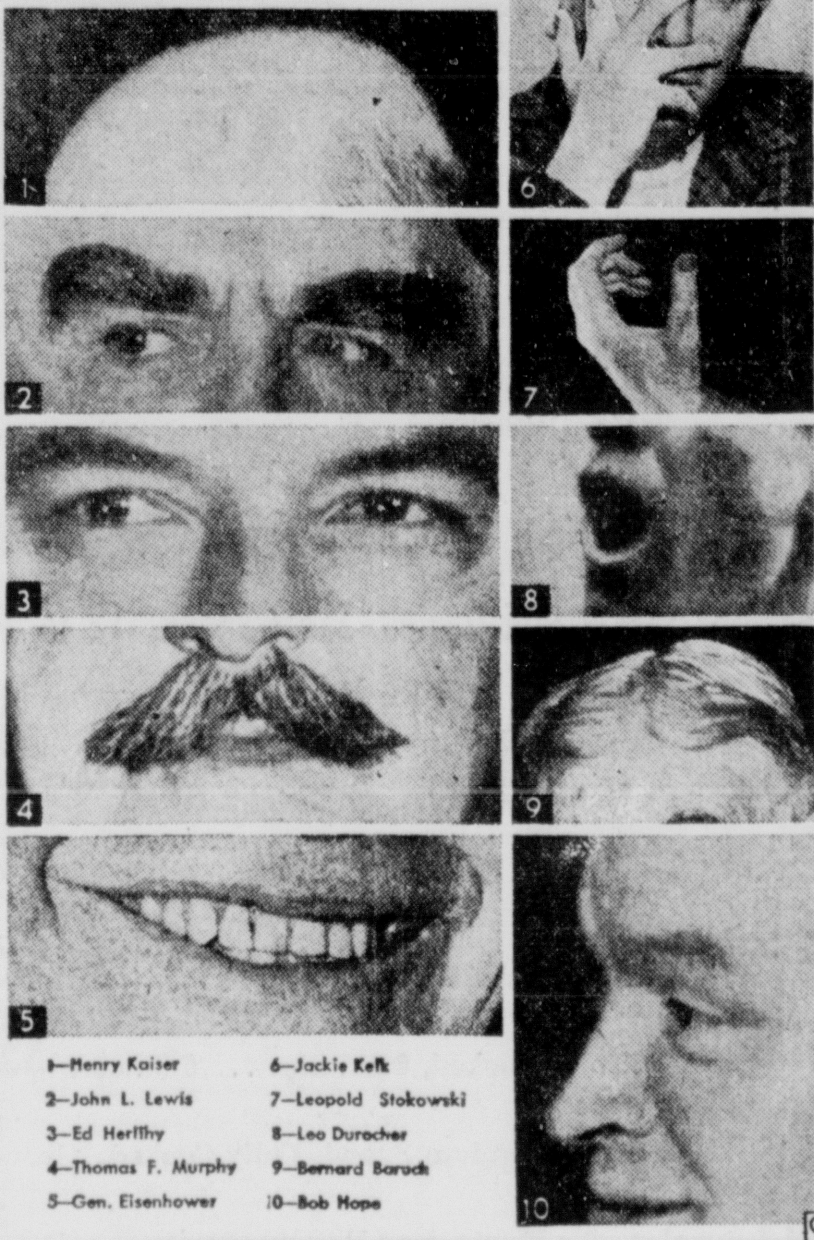 1
6
2
7
3
8
4
9
5
10
1—Henry Kaiser
2—John L. Lewis
3—Ed Herlihy
4—Thomas F. Murphy
5—Gen. Eisenhower
6—Jackie Kelk
7—Leopold Stokowski
8—Leo Durocher
9—Bernard Baruch
10—Bob Hope